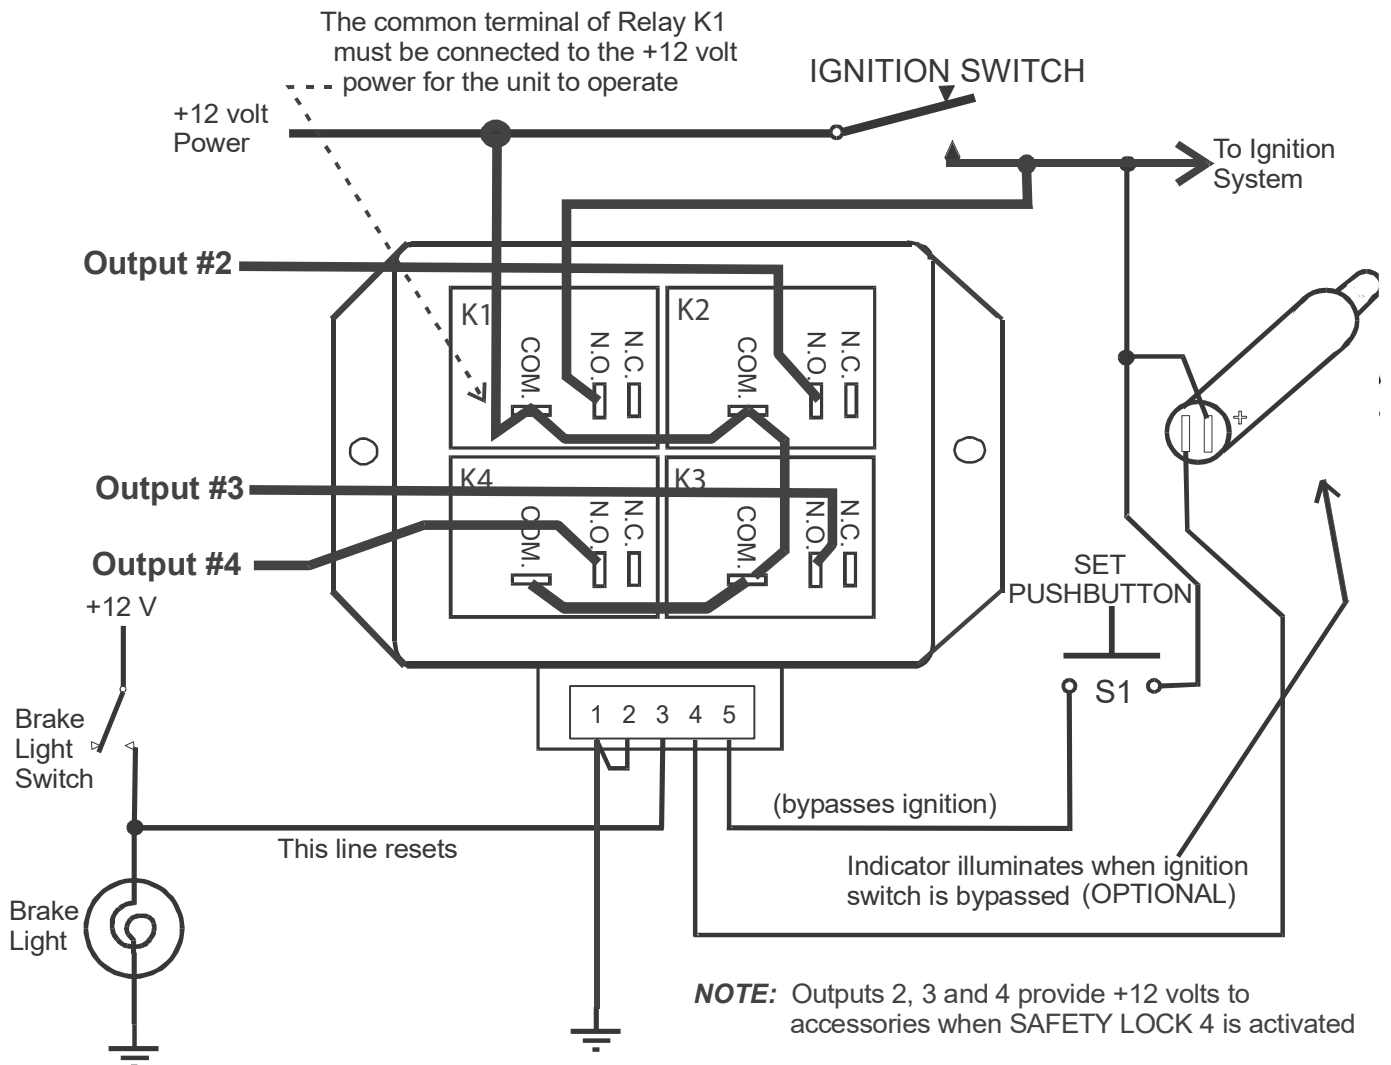 The common terminal of Relay K1
must be connected to the +12 volt
power for the unit to operate
IGNITION SWITCH
+12 volt
Power
To Ignition
System
Output #2
K1
COM.
N.O.
N.C.
K2
COM.
N.O.
N.C.
+
Output #3
K4
COM.
N.O.
N.C.
K3
COM.
N.O.
N.C.
Output #4
+12 V
SET
PUSHBUTTON
S1
Brake
Light
Switch
1 2 3 4 5
(bypasses ignition)
This line resets
Indicator illuminates when ignition
switch is bypassed (OPTIONAL)
Brake
Light
NOTE: Outputs 2, 3 and 4 provide +12 volts to
accessories when SAFETY LOCK 4 is activated